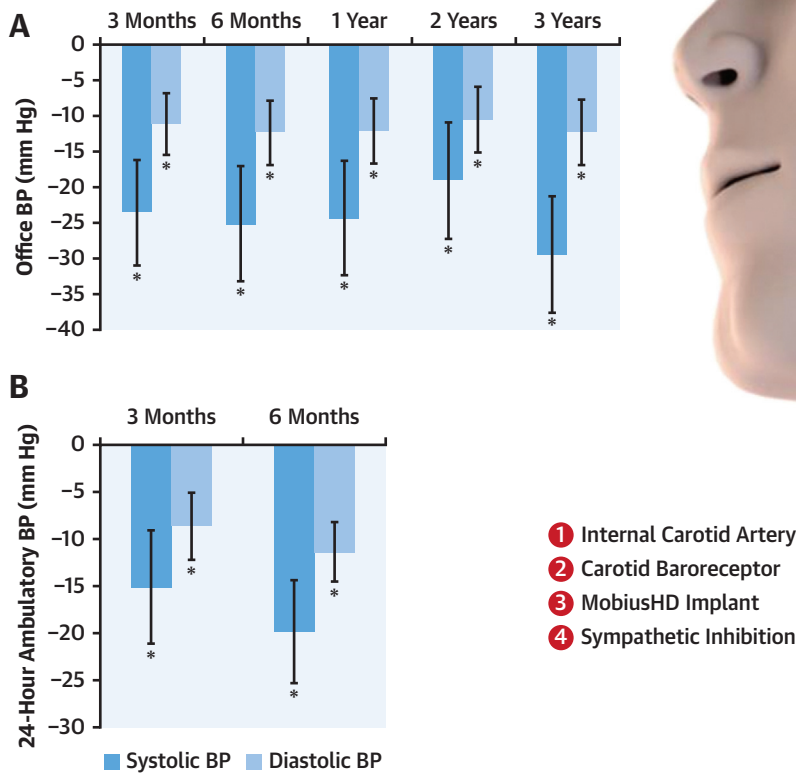 A
3 Months 6 Months 1 Year 2 Years 3 Years
0
−5
−10
−15
−20
−25
−30
−35
−40
Office BP (mm Hg)
* * * * * * * * * *
B
3 Months 6 Months
0
−5
−10
−15
−20
−25
−30
24-Hour Ambulatory BP (mm Hg)
* * * *
Systolic BP Diastolic BP
1 Internal Carotid Artery
2 Carotid Baroreceptor
3 MobiusHD Implant
4 Sympathetic Inhibition